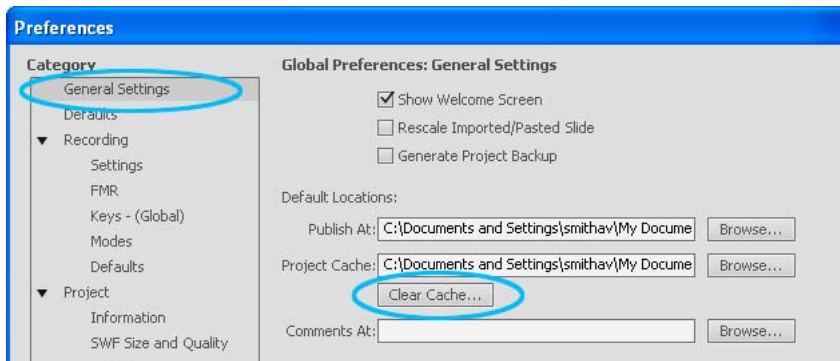 Preferences
Category
General Settings
Defaults
Recording
Settings
FMR
Keys - (Global)
Modes
Defaults
Project
Information
SWF Size and Quality
Global Preferences: General Settings
Show Welcome Screen
Rescale Imported/Pasted Slide
Generate Project Backup
Default Locations:
Publish At: C:\Documents and Settings\smithav\My Docume Browse...
Project Cache: C:\Documents and Settings\smithav\My Docume Browse...
Clear Cache...
Comments At: Browse...